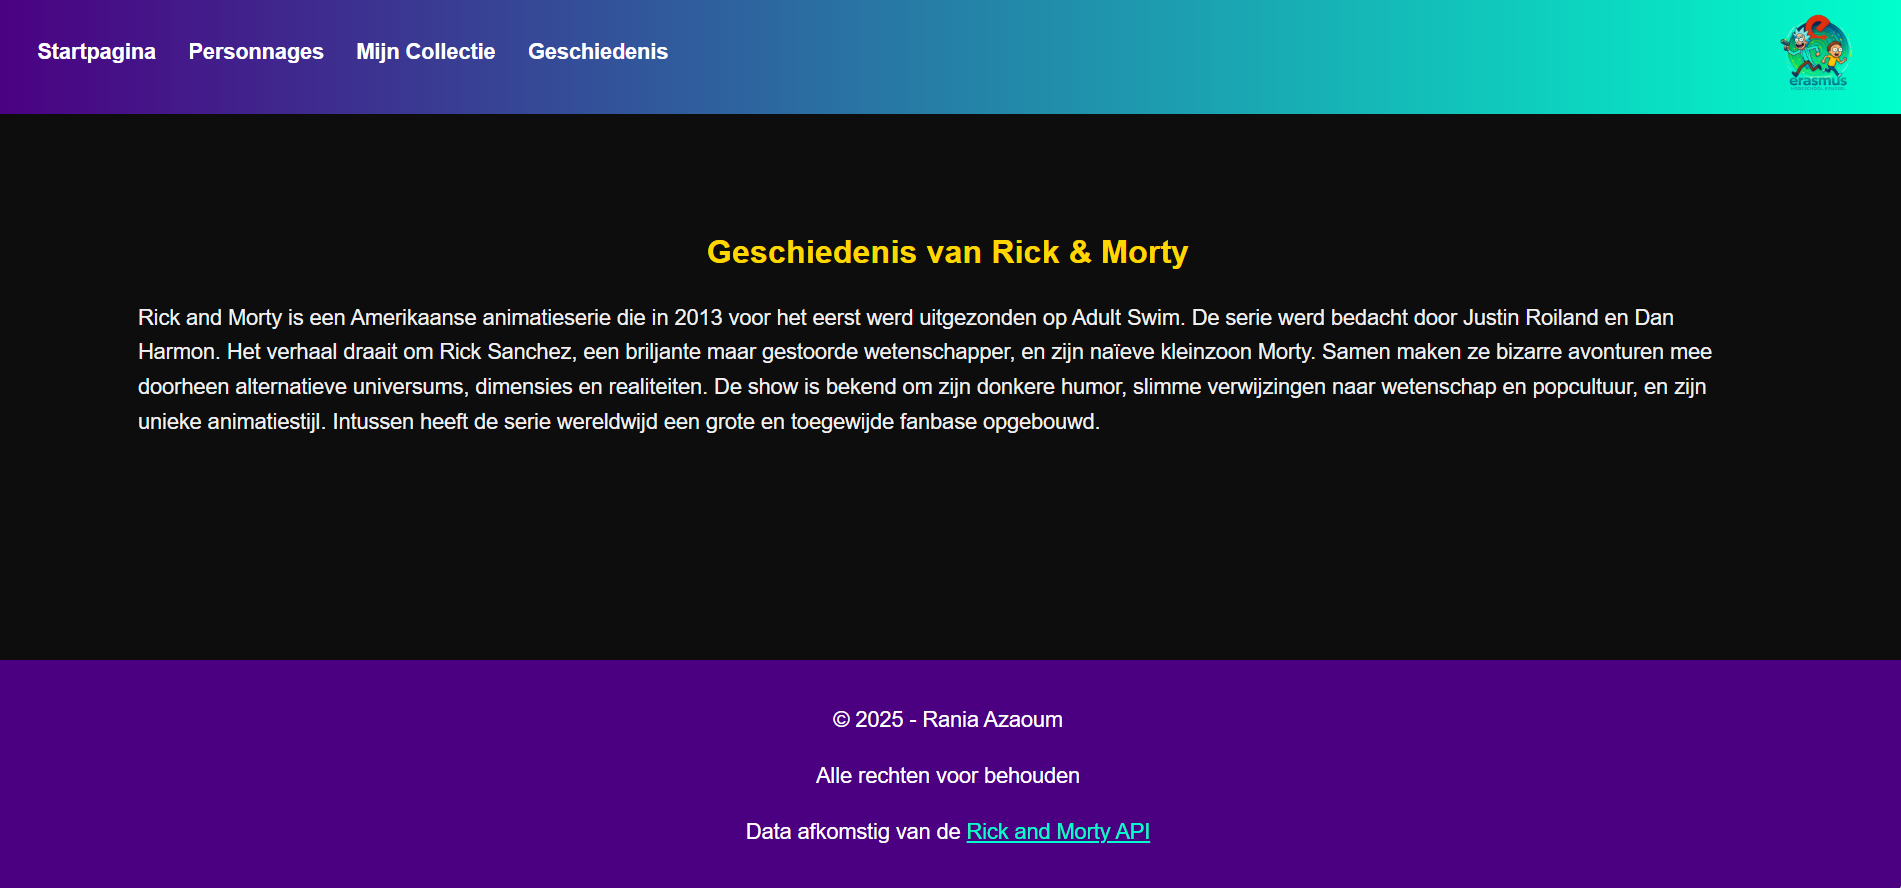 Startpagina Personnages Mijn Collectie Geschiedenis
erasmus
Geschiedenis van Rick & Morty
Rick and Morty is een Amerikaanse animatieserie die in 2013 voor het eerst werd uitgezonden op Adult Swim. De serie werd bedacht door Justin Roiland en Dan
Harmon. Het verhaal draait om Rick Sanchez, een briljante maar gestoorde wetenschapper, en zijn naïeve kleinzoon Morty. Samen maken ze bizarre avonturen mee
doorheen alternatieve universums, dimensies en realiteiten. De show is bekend om zijn donkere humor, slimme verwijzingen naar wetenschap en popcultuur, en zijn
unieke animatiestijl. Intussen heeft de serie wereldwijd een grote en toegewijde fanbase opgebouwd.
© 2025 - Rania Azaoum
Alle rechten voor behouden
Data afkomstig van de Rick and Morty API